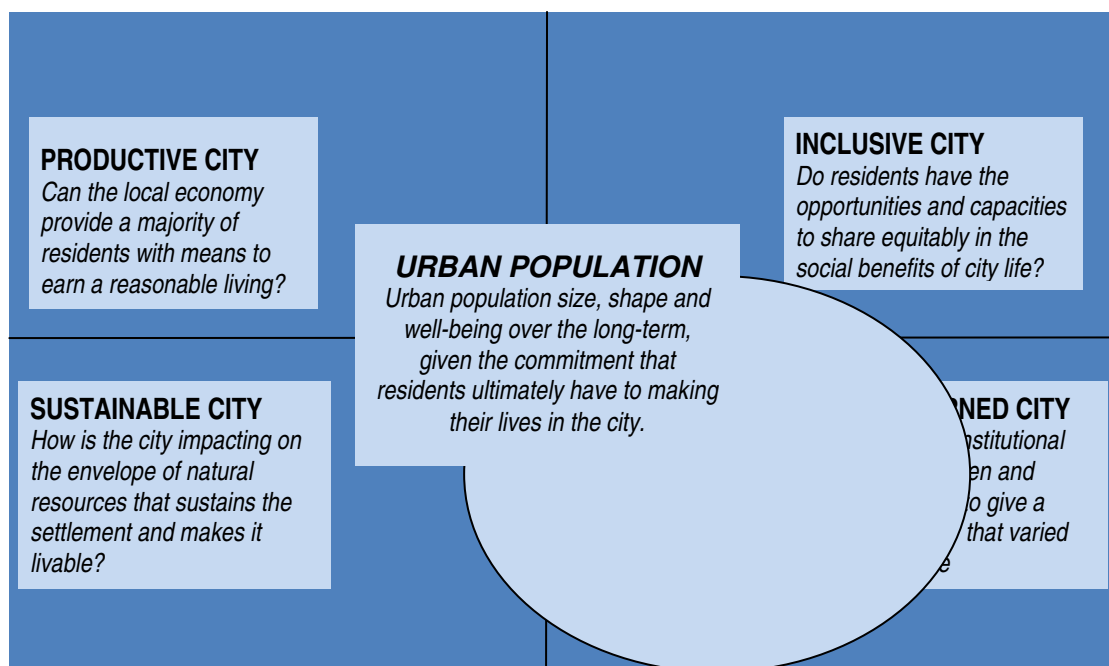 PRODUCTIVE CITY
Can the local economy
provide a majority of
residents with means to
earn a reasonable living?
INCLUSIVE CITY
Do residents have the
opportunities and capacities
to share equitably in the
social benefits of city life?
URBAN POPULATION
Urban population size, shape and
well-being over the long-term,
given the commitment that
residents ultimately have to making
their lives in the city.
SUSTAINABLE CITY
How is the city impacting on
the envelope of natural
resources that sustains the
settlement and makes it
livable?
CITY
and
give a
that varied